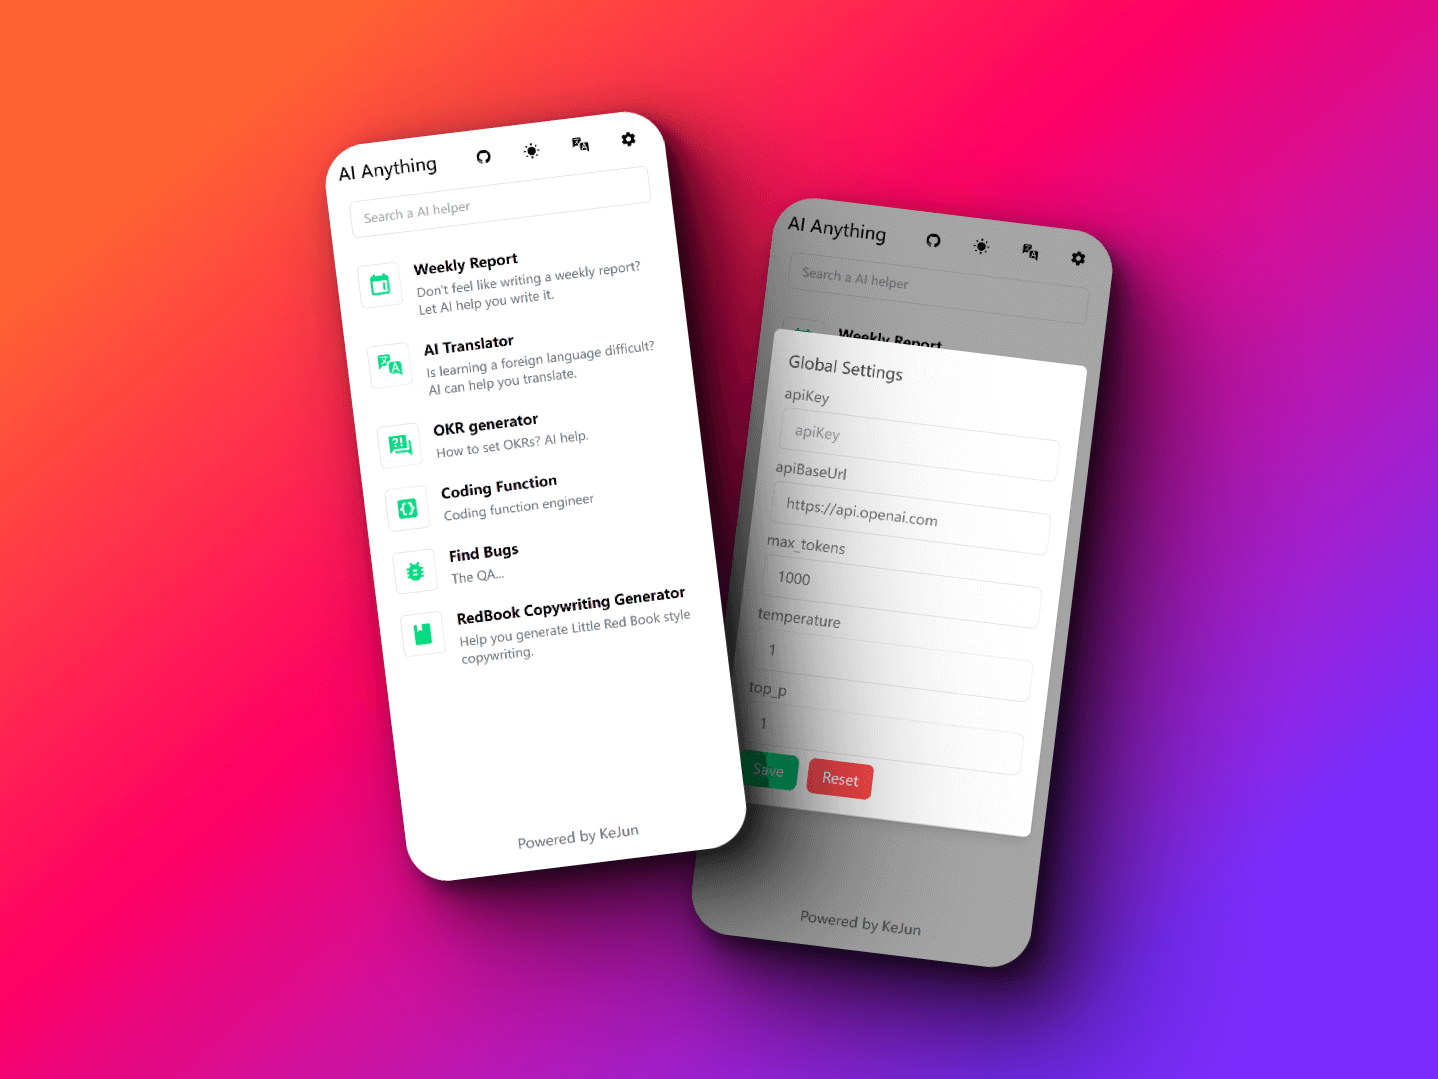 AI Anything
Search a AI helper
Weekly Report
Don't feel like writing a weekly report?
Let AI help you write it.
AI Translator
Is learning a foreign language difficult?
AI can help you translate.
OKR generator
How to set OKRs? AI help.
Coding Function
Coding function engineer
Find Bugs
The QA...
RedBook Copywriting Generator
Help you generate Little Red Book style
copywriting.
Powered by KeJun
AI Anything
Search a AI helper
Weekly Report
Global Settings
apiKey
apiKey
apiBaseUrl
https://api.openai.com
max_tokens
1000
temperature
1
top_p
1
Save
Reset
Powered by KeJun